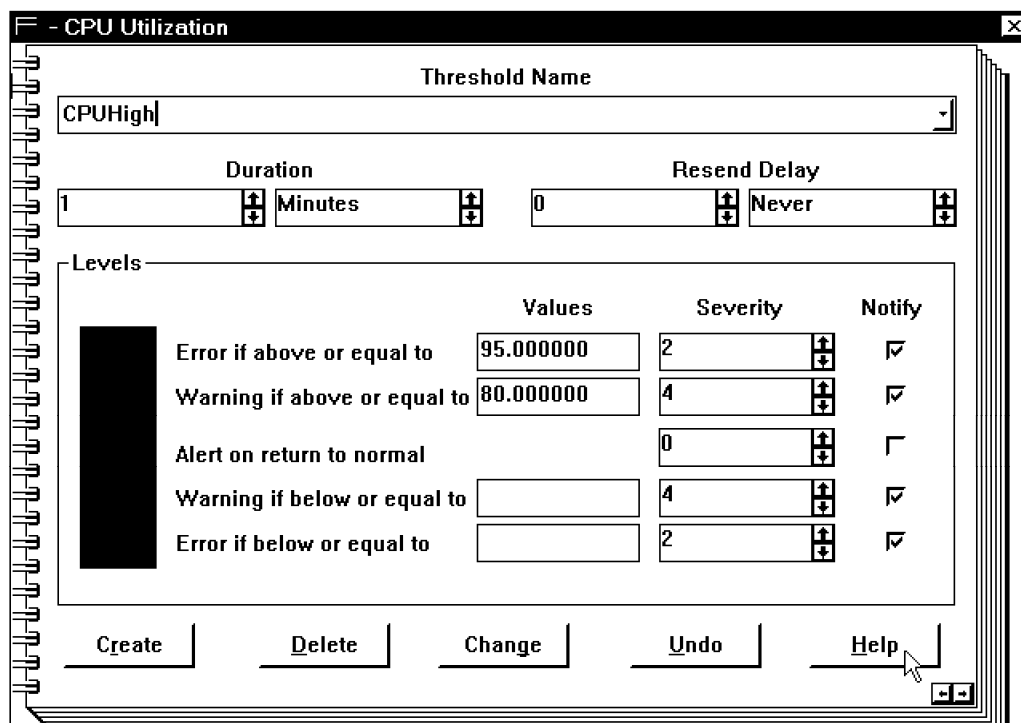 - CPU Utilization
Threshold Name
CPUHigh
Duration Resend Delay
1 Minutes 0 Never
Levels
Values Severity Notify
Error if above or equal to 95.000000 2
Warning if above or equal to 80.000000 4
Alert on return to normal 0
Warning if below or equal to 4
Error if below or equal to 2
Create Delete Change Undo Help